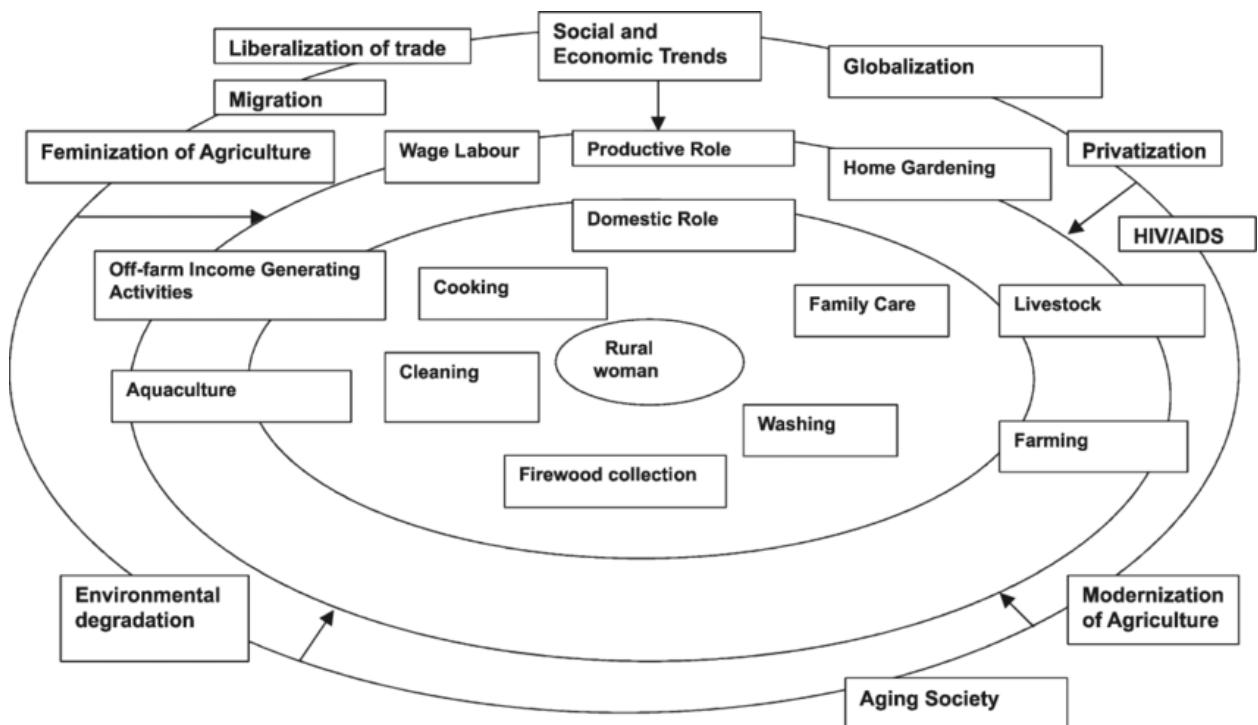 Social and
Economic Trends
Liberalization of trade
Globalization
Migration
Feminization of Agriculture
Wage Labour
Productive Role
Privatization
Home Gardening
Domestic Role
HIV/AIDS
Off-farm Income Generating
Activities
Cooking
Family Care
Livestock
Rural
woman
Cleaning
Aquaculture
Washing
Farming
Firewood collection
Environmental
degradation
Modernization
of Agriculture
Aging Society